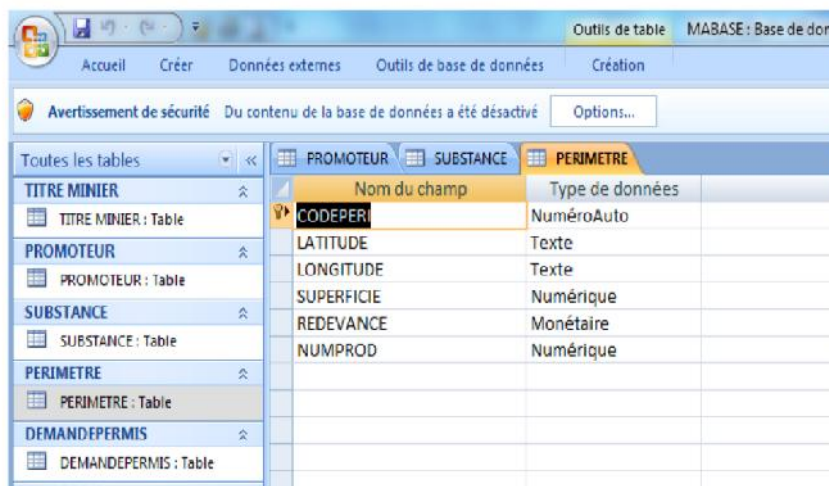 Outils de table MABASE : Base de don
Accueil Créer Données externes Outils de base de données Création
Avertissement de sécurité Du contenu de la base de données a été désactivé Options...
Toutes les tables
TITRE MINIER
TITRE MINIER : Table
PROMOTEUR
PROMOTEUR : Table
SUBSTANCE
SUBSTANCE : Table
PERIMETRE
PERIMETRE : Table
DEMANDEPERMIS
DEMANDEPERMIS : Table
PROMOTEUR SUBSTANCE PERIMETRE
Nom du champ Type de données
CODEPERI NuméroAuto
LATITUDE Texte
LONGITUDE Texte
SUPERFICIE Numérique
REDEVANCE Monétaire
NUMPROD Numérique